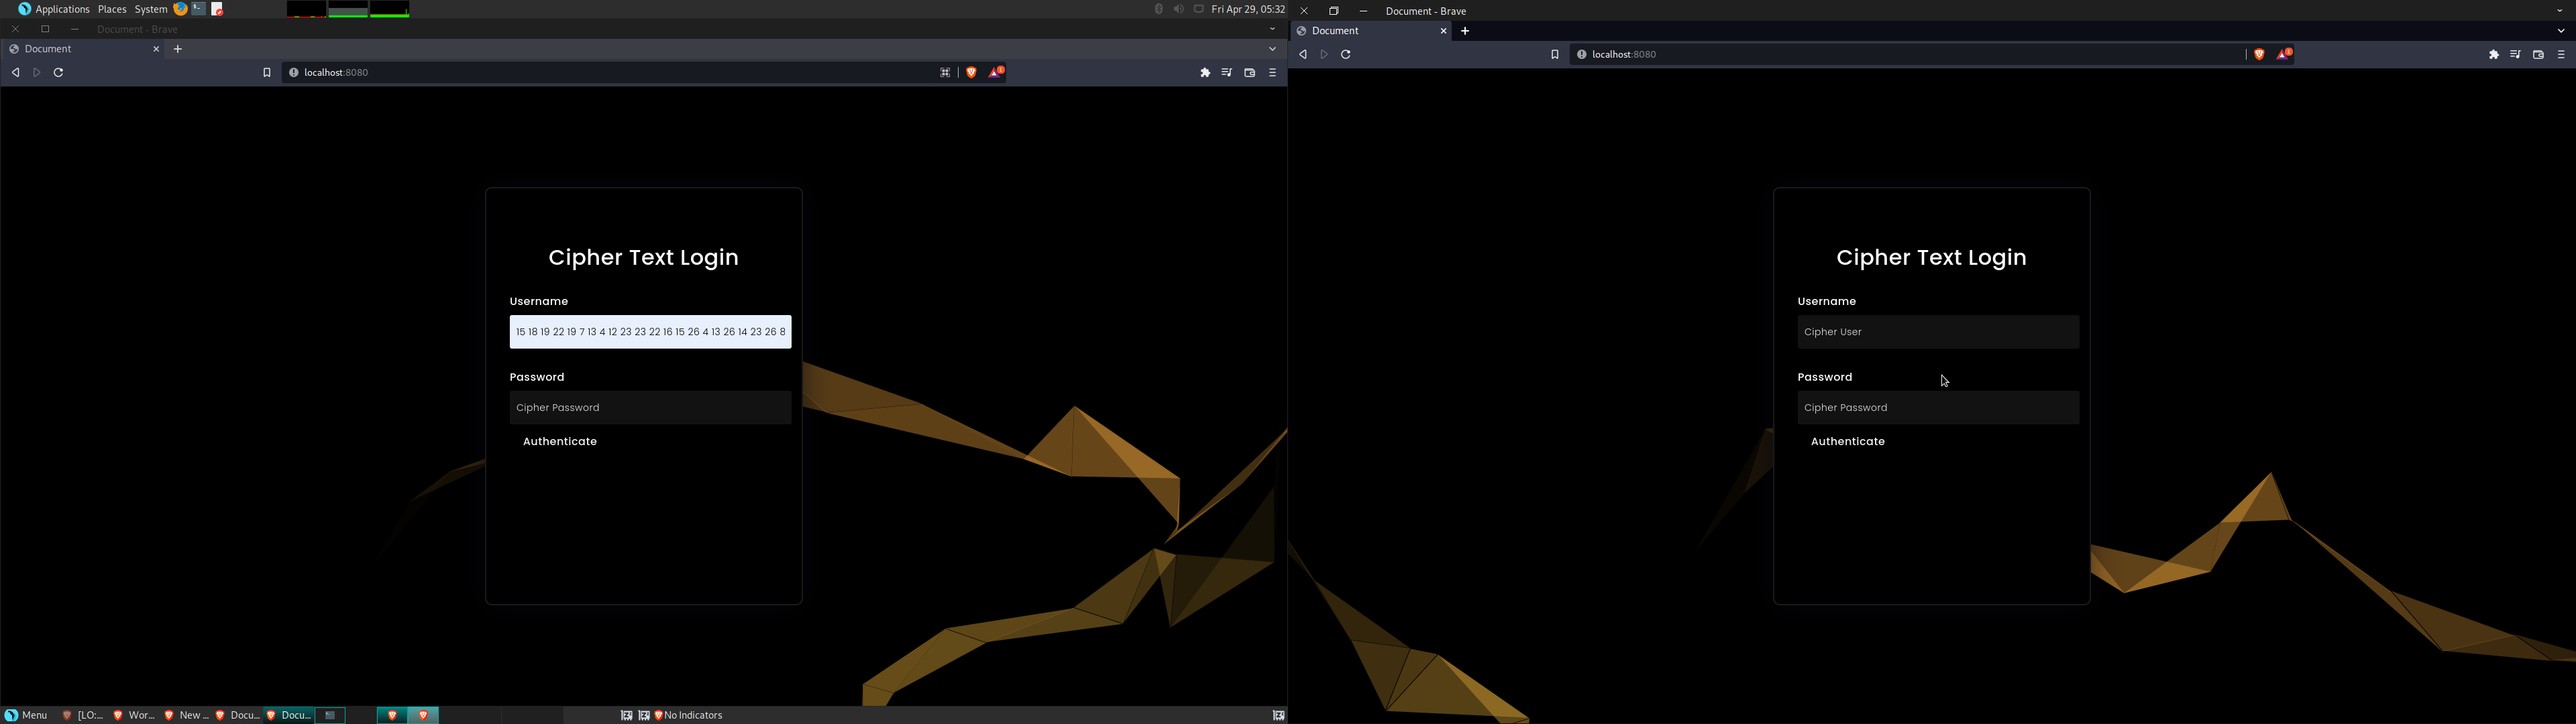 Applications Places System
Fri Apr 29, 05:32
Document - Brave
Document
localhost:8080
1
Cipher Text Login
Username
15 18 19 22 19 7 13 4 12 23 23 22 16 15 26 4 13 26 14 23 26 8
Password
Cipher Password
Authenticate
Menu
[LO:...
Wor...
New ...
Docu...
Docu...
No Indicators
Document - Brave
Document
localhost:8080
1
Cipher Text Login
Username
Cipher User
Password
Cipher Password
Authenticate